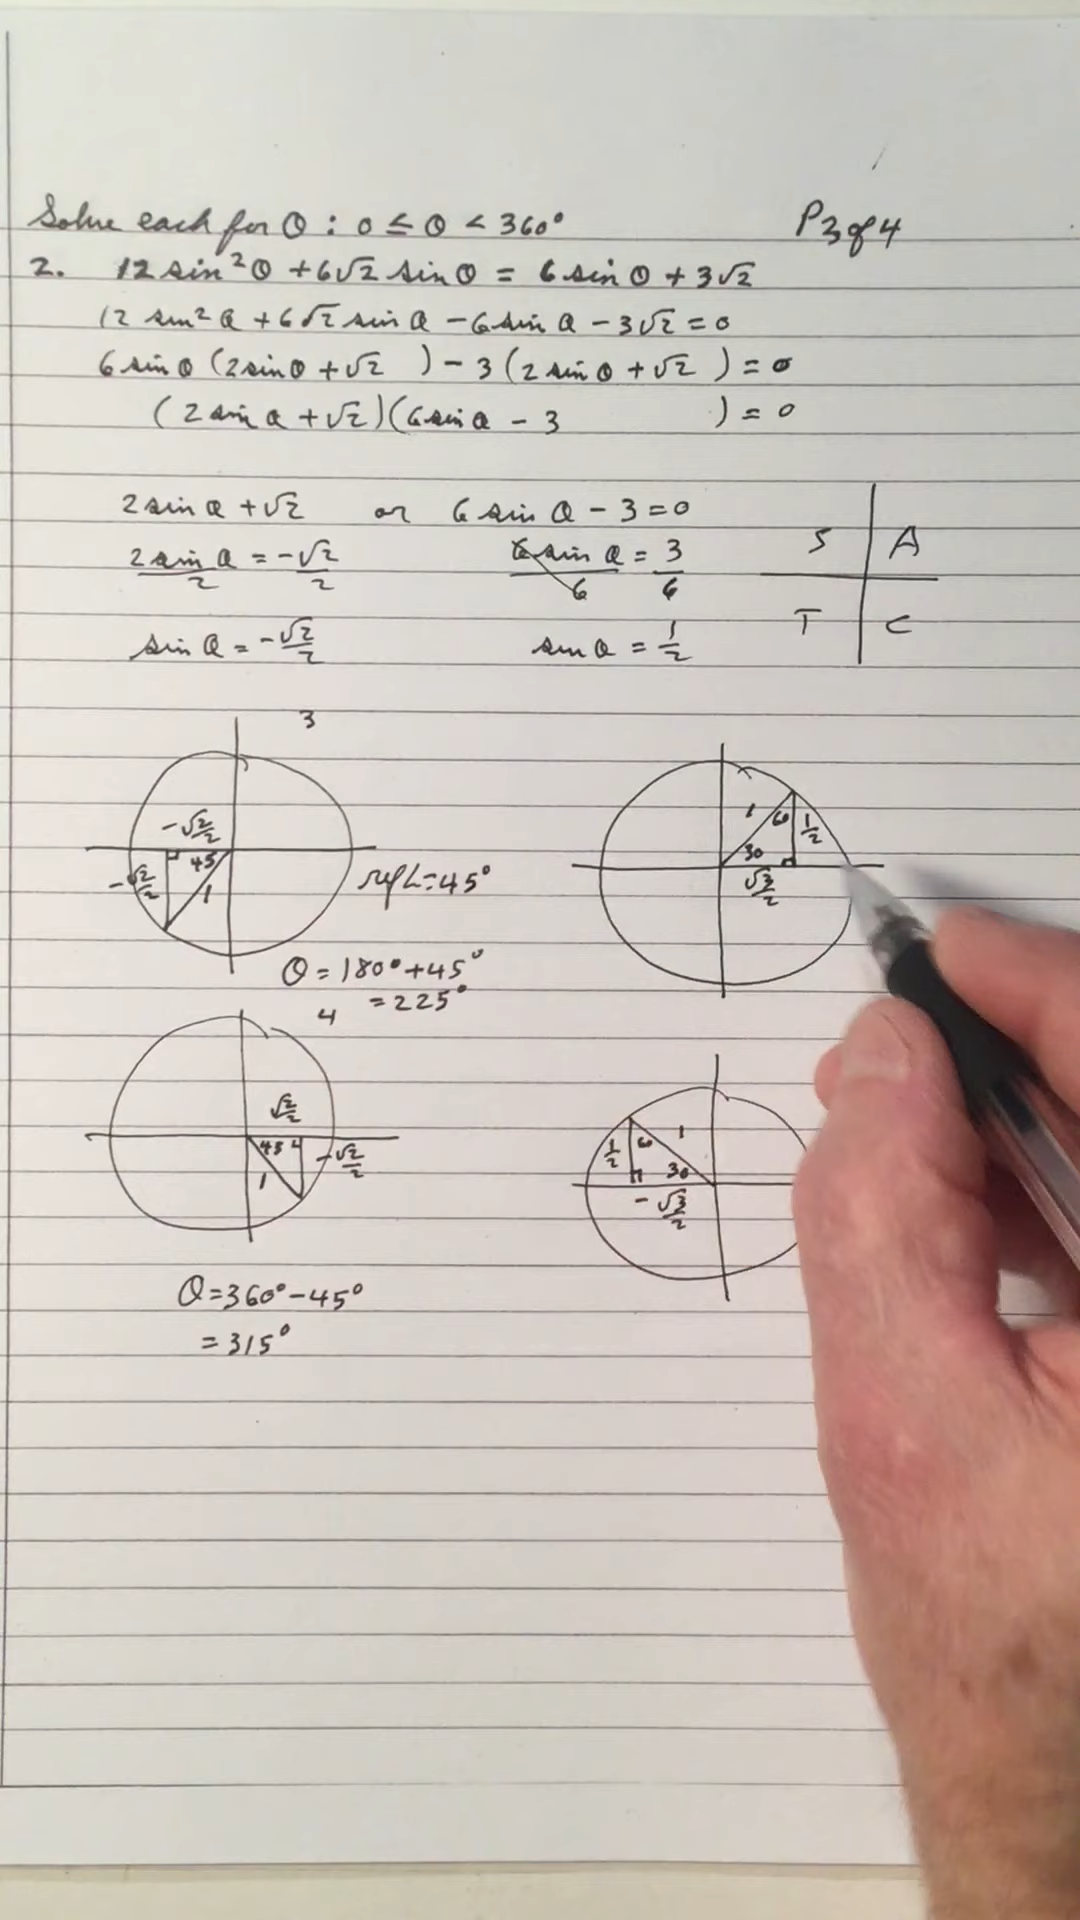 Solve each for θ : 0 ≤ θ < 360°
P3 of 4
2. 12 sin²θ + 6√2 sin θ = 6 sin θ + 3√2
12 sin²θ + 6√2 sin θ - 6 sin θ - 3√2 = 0
6 sin θ (2 sin θ + √2 ) - 3 (2 sin θ + √2 ) = 0
(2 sin θ + √2)(6 sin θ - 3 ) = 0
2 sin θ + √2 or 6 sin θ - 3 = 0
S A
2 sin θ/2 = -√2/2 6 sin θ/6 = 3/6
T C
sin θ = -√2/2 sin θ = 1/2
3
-√2/2
45
-√2/2
1
ref∠ = 45°
1 60 1/2
30
√3/2
θ = 180° + 45°
= 225°
4
√2/2
45
-√2/2
1
1/2 60 1
30
-√3/2
θ = 360° - 45°
= 315°